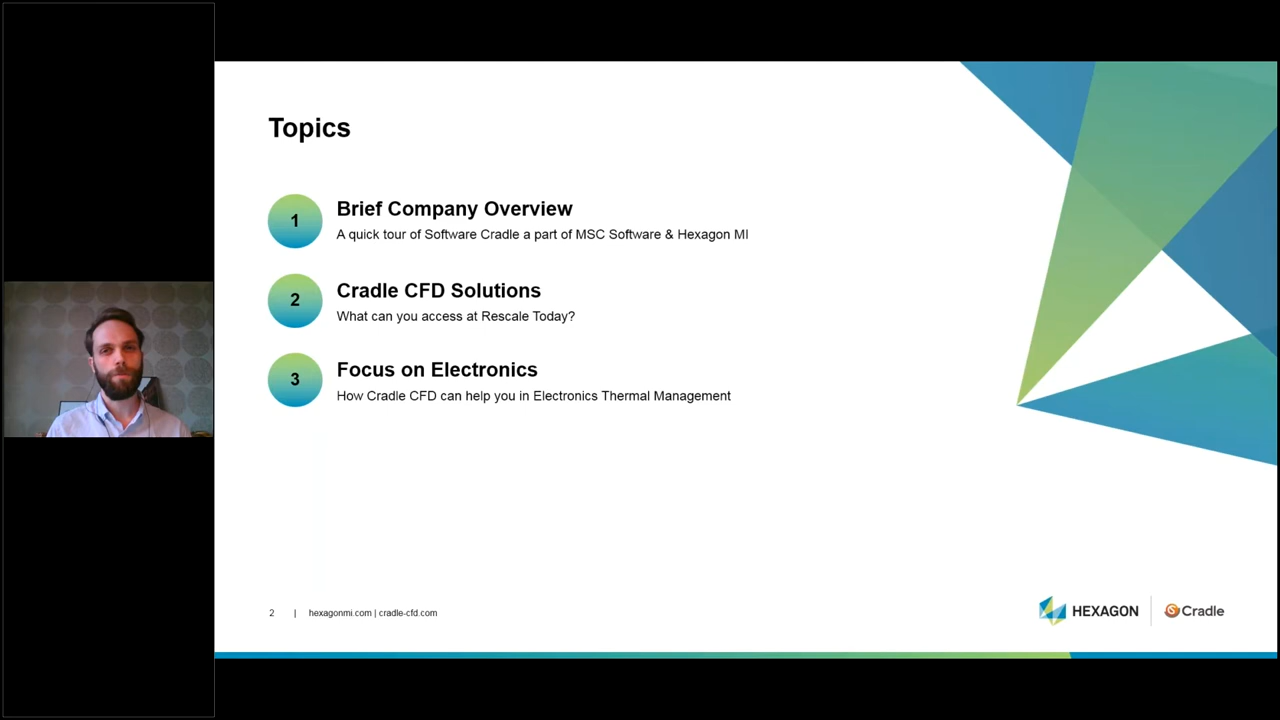 Topics
1
Brief Company Overview
A quick tour of Software Cradle a part of MSC Software & Hexagon MI
2
Cradle CFD Solutions
What can you access at Rescale Today?
3
Focus on Electronics
How Cradle CFD can help you in Electronics Thermal Management
2 | hexagonmi.com | cradle-cfd.com
HEXAGON | Cradle